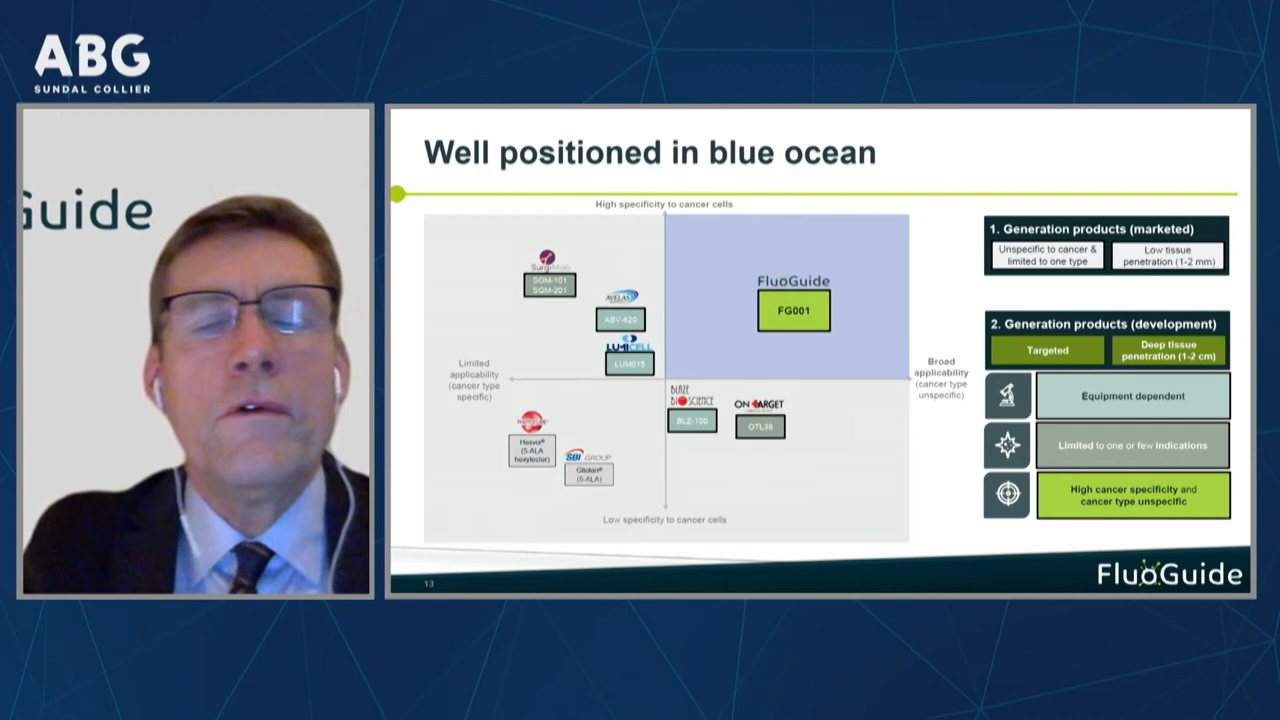 ABG
SUNDAL COLLIER
Guide
Well positioned in blue ocean
High specificity to cancer cells
SurgiMab
SGM-101
SGM-201
AVELAS
ABV-620
LUMICELL
LUM015
FluoGuide
FG001
Limited
applicability
(cancer type
specific)
Broad
applicability
(cancer type
unspecific)
BLAZE
BIOSCIENCE
BLZ-100
ON TARGET
OTL38
PHOTOCURE
Hexvix®
(5-ALA
hexylester)
SBI GROUP
Gliolan®
(5-ALA)
Low specificity to cancer cells
1. Generation products (marketed)
Unspecific to cancer &
limited to one type
Low tissue
penetration (1-2 mm)
2. Generation products (development)
Targeted
Deep tissue
penetration (1-2 cm)
Equipment dependent
Limited to one or few indications
High cancer specificity and
cancer type unspecific
13
FluoGuide